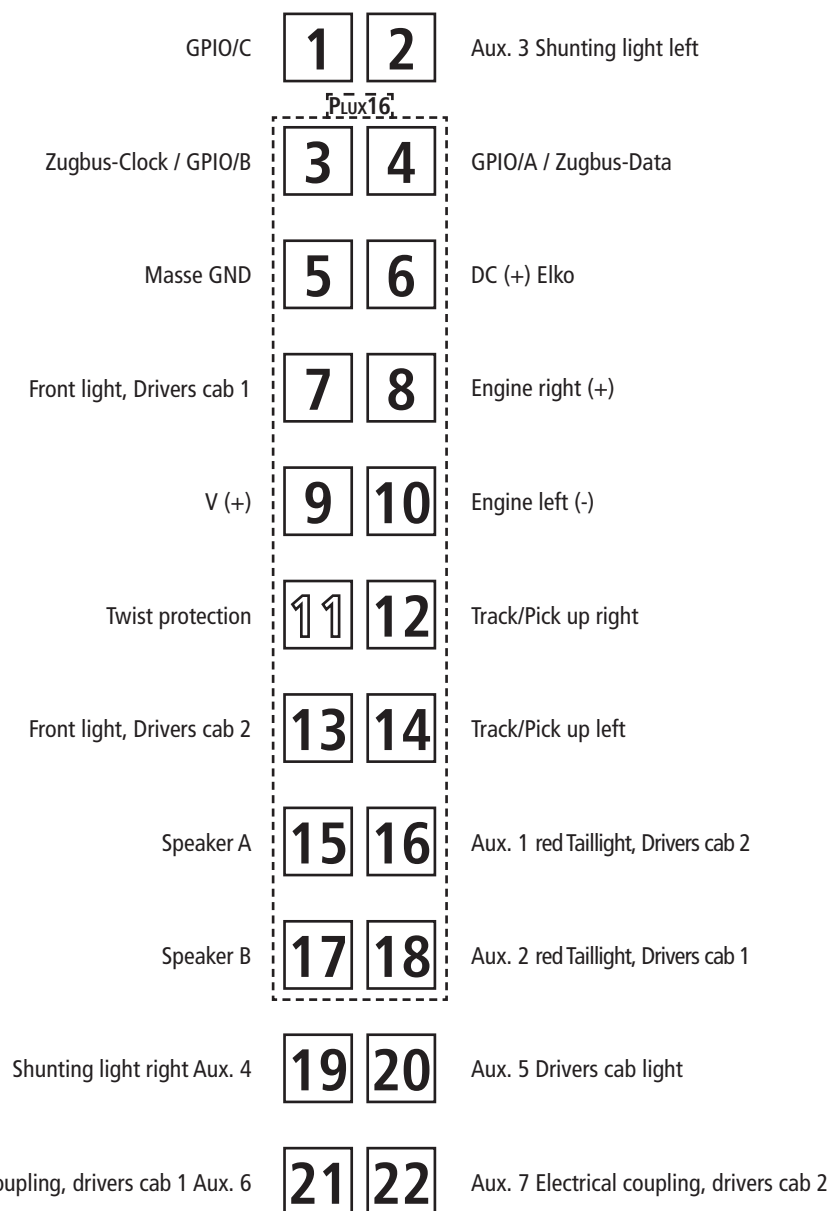 GPIO/C 1 2 Aux. 3 Shunting light left
PLUX16
Zugbus-Clock / GPIO/B 3 4 GPIO/A / Zugbus-Data
Masse GND 5 6 DC (+) Elko
Front light, Drivers cab 1 7 8 Engine right (+)
V (+) 9 10 Engine left (-)
Twist protection 11 12 Track/Pick up right
Front light, Drivers cab 2 13 14 Track/Pick up left
Speaker A 15 16 Aux. 1 red Taillight, Drivers cab 2
Speaker B 17 18 Aux. 2 red Taillight, Drivers cab 1
Shunting light right Aux. 4 19 20 Aux. 5 Drivers cab light
oupling, drivers cab 1 Aux. 6 21 22 Aux. 7 Electrical coupling, drivers cab 2